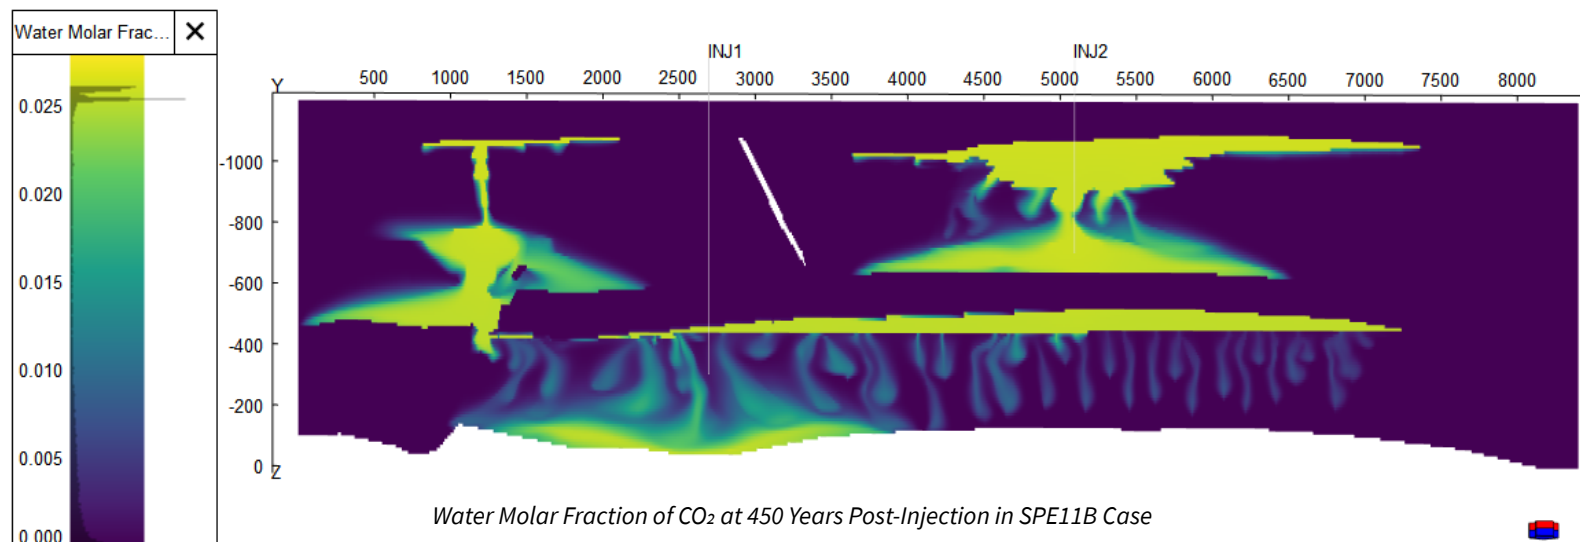 Water Molar Frac... ✕
0.025
0.020
0.015
0.010
0.005
0.000
INJ1 INJ2
Y 500 1000 1500 2000 2500 3000 3500 4000 4500 5000 5500 6000 6500 7000 7500 8000
-1000
-800
-600
-400
-200
0
Z
Water Molar Fraction of CO₂ at 450 Years Post-Injection in SPE11B Case